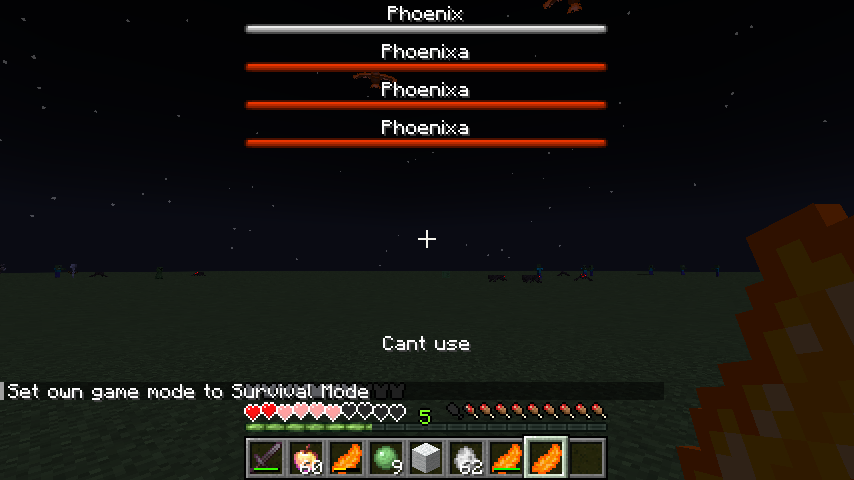 Phoenix
Phoenixa
Phoenixa
Phoenixa
Cant use
Set own game mode to Survival Mode
5
60
9
62